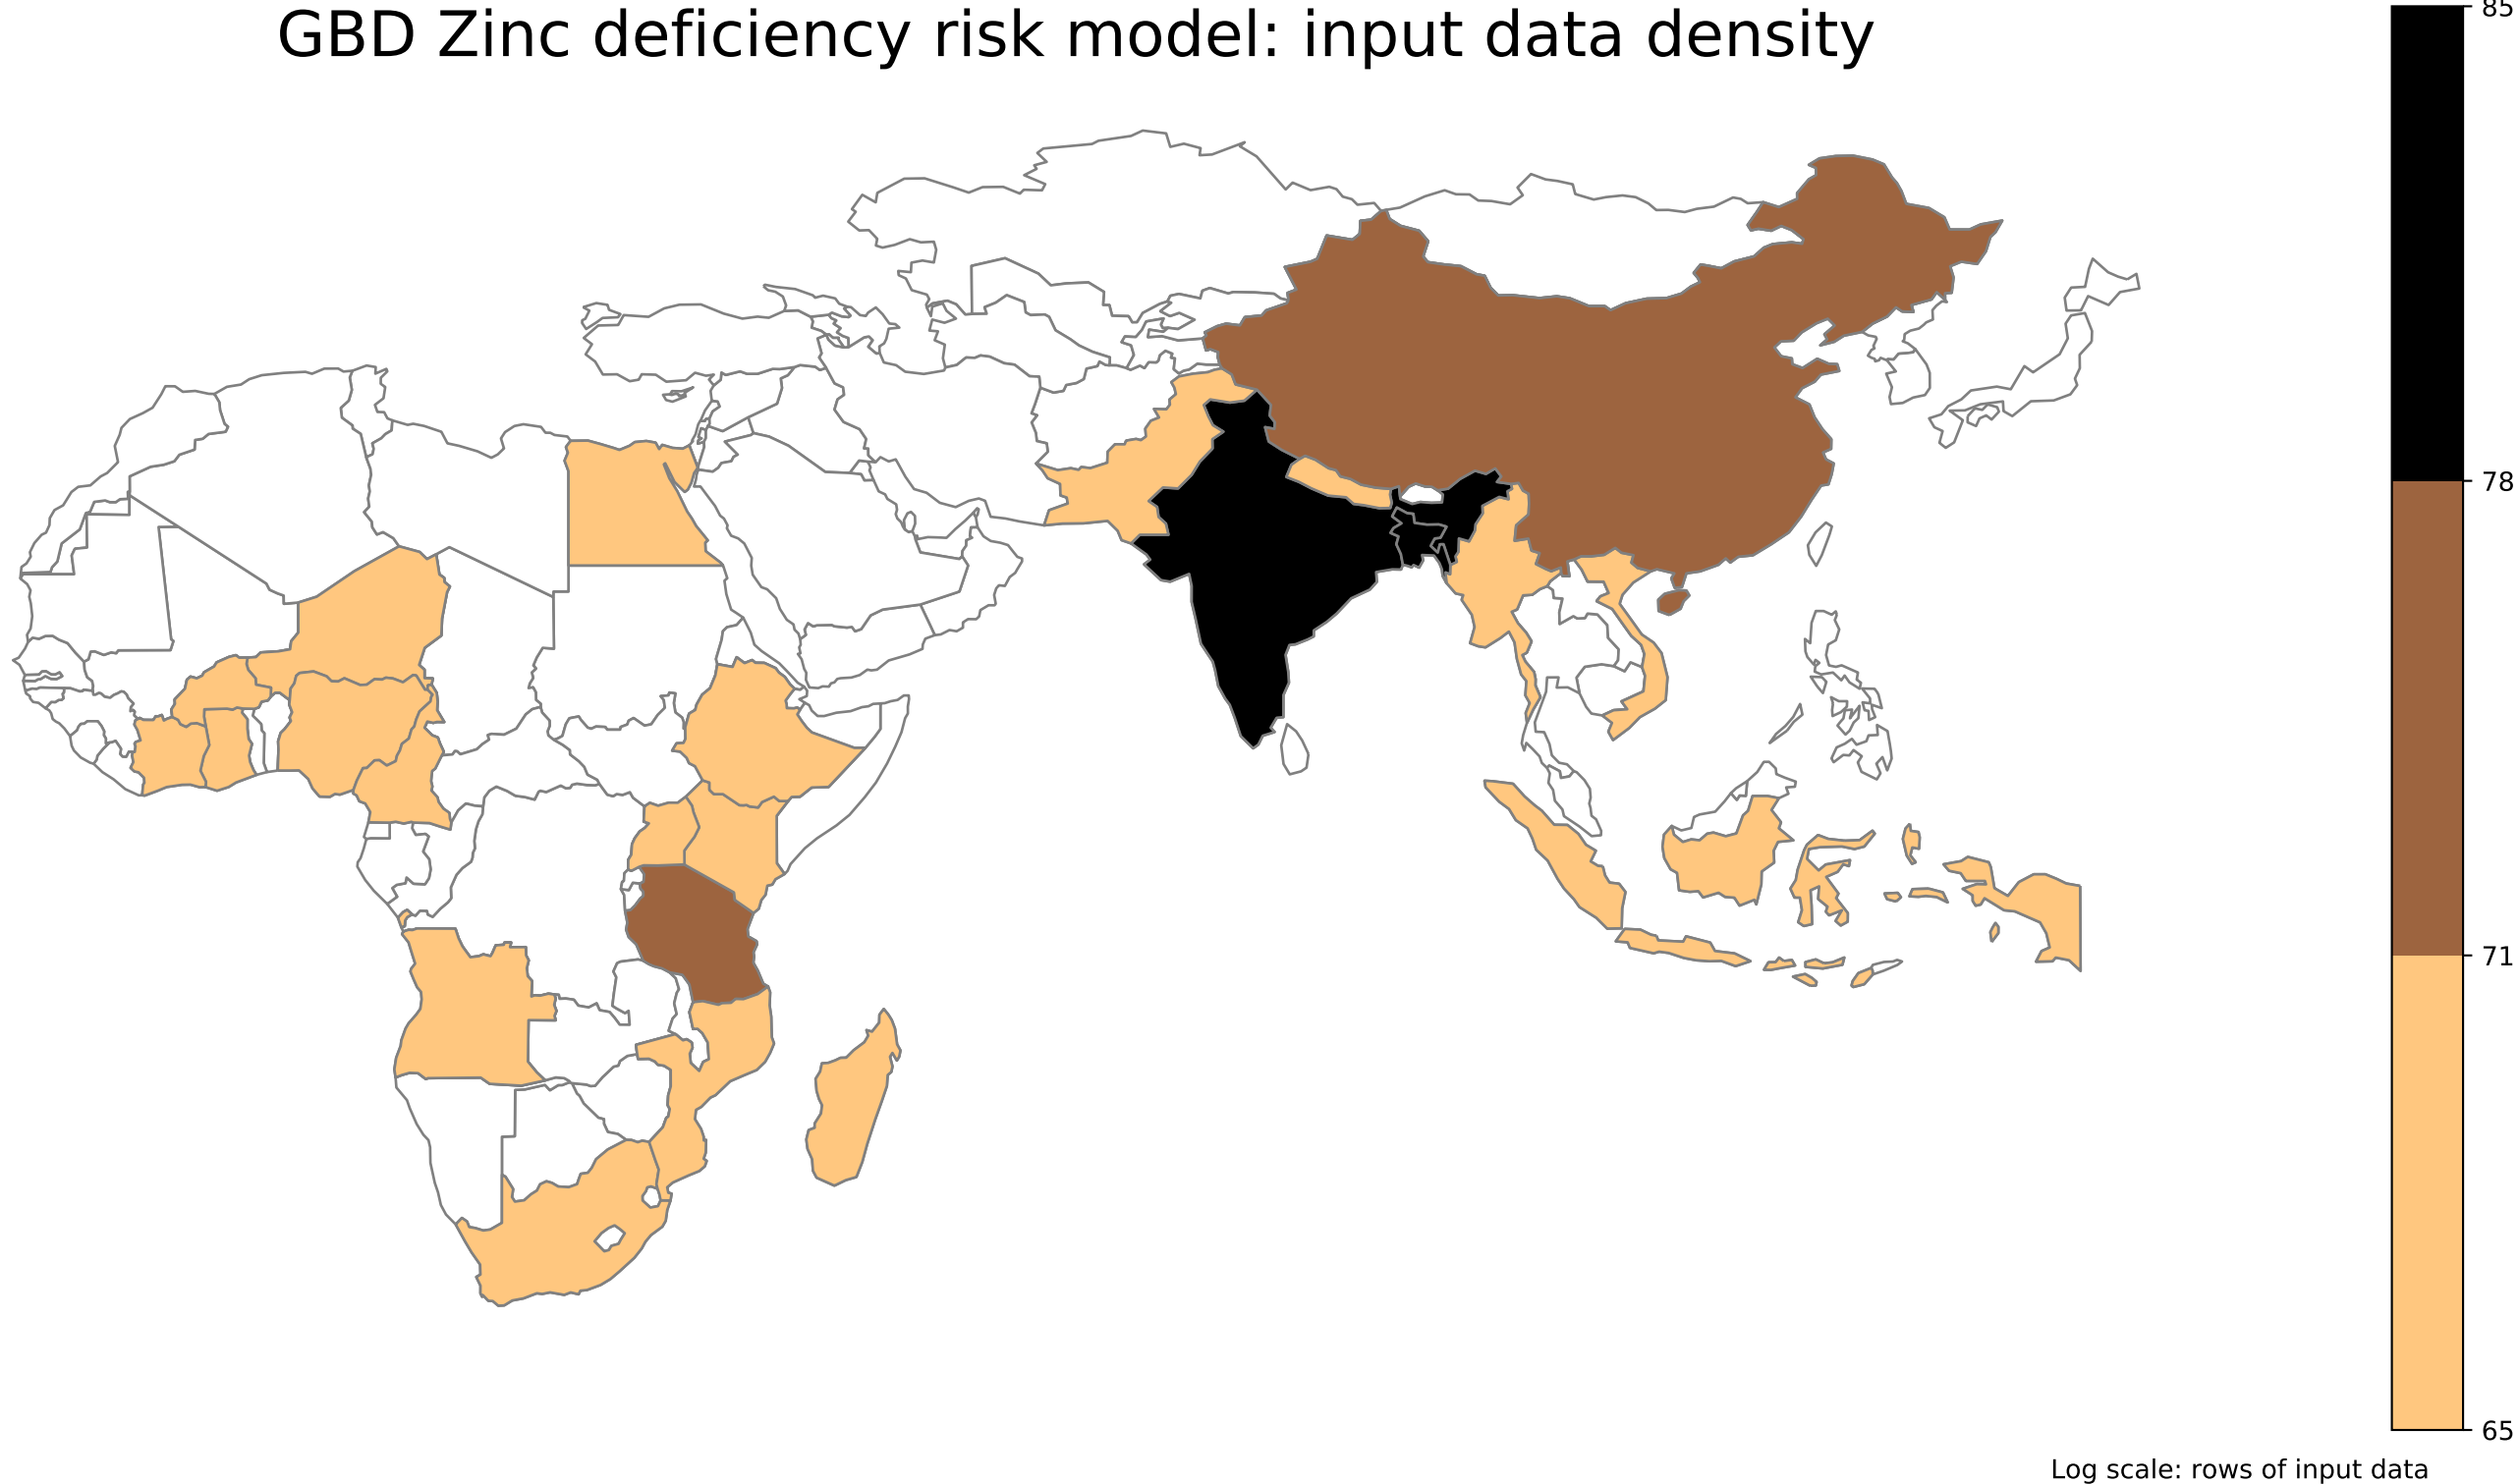 GBD Zinc deficiency risk model: input data density
85
78
71
65
Log scale: rows of input data